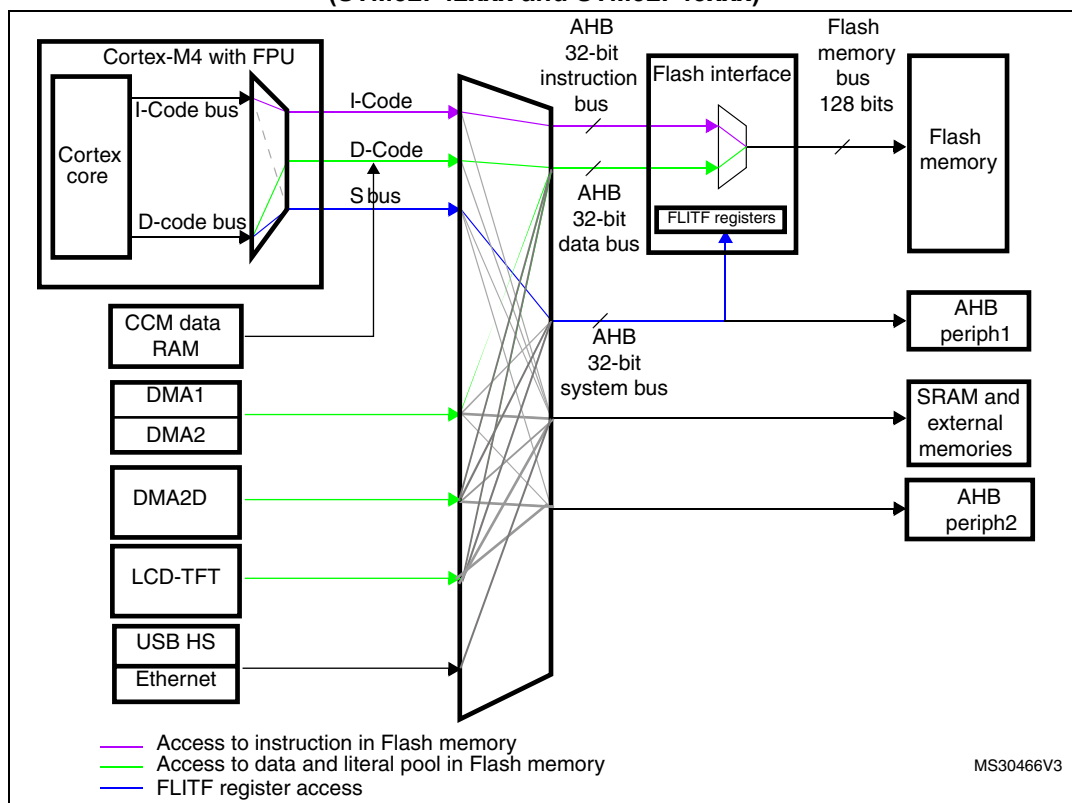 Cortex-M4 with FPU
I-Code bus
Cortex
core
D-code bus
I-Code
D-Code
S bus
AHB
32-bit
instruction
bus
Flash interface
FLITF registers
Flash
memory
bus
128 bits
Flash
memory
AHB
32-bit
data bus
CCM data
RAM
AHB
32-bit
system bus
AHB
periph1
DMA1
DMA2
SRAM and
external
memories
DMA2D
AHB
periph2
LCD-TFT
USB HS
Ethernet
Access to instruction in Flash memory
Access to data and literal pool in Flash memory
FLITF register access
MS30466V3